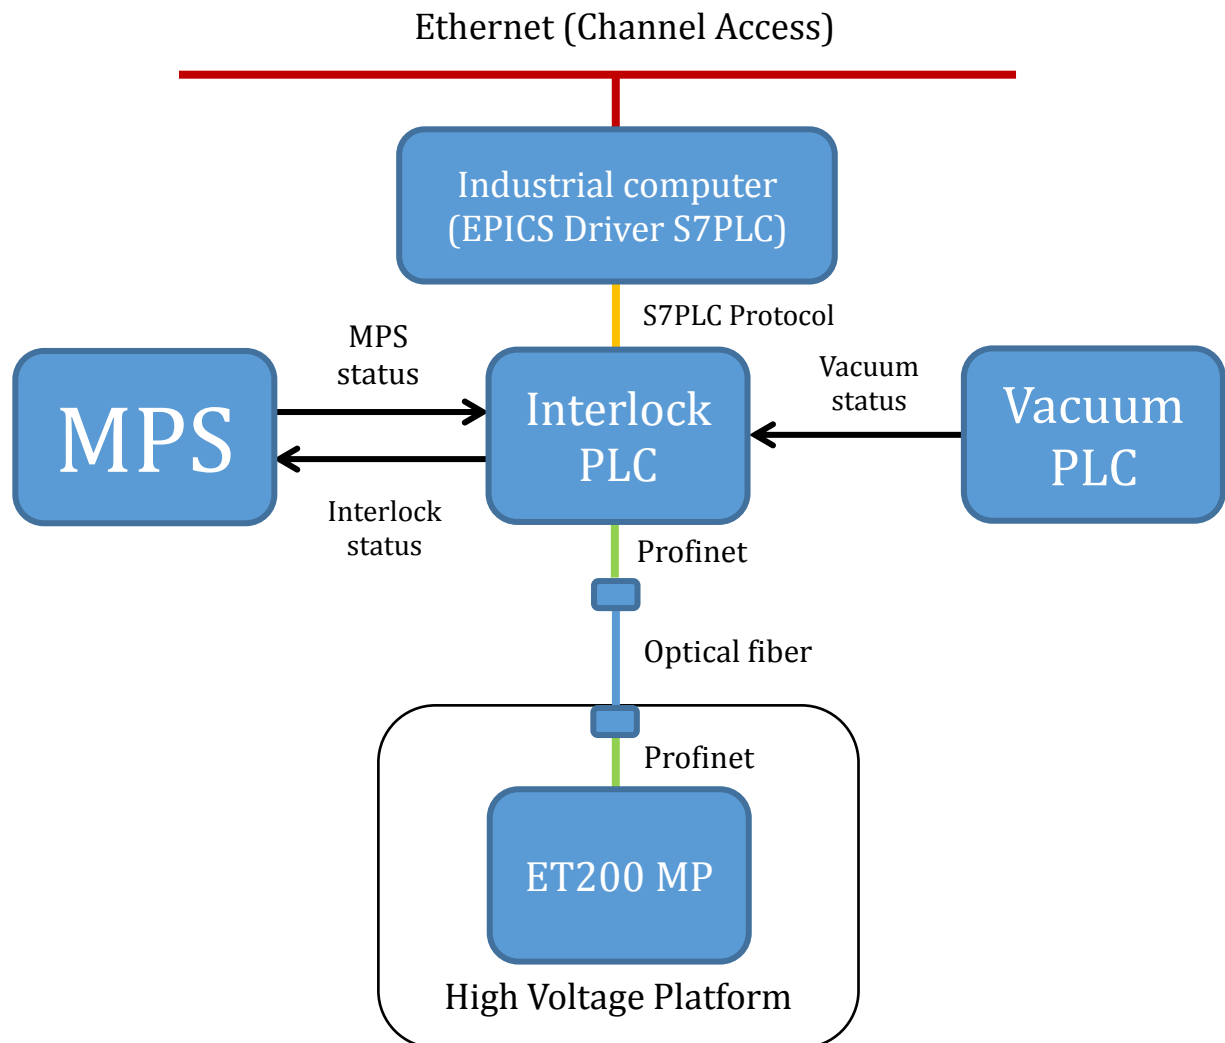 Ethernet (Channel Access)
Industrial computer
(EPICS Driver S7PLC)
S7PLC Protocol
MPS
status
Vacuum
status
MPS
Interlock
PLC
Vacuum
PLC
Interlock
status
Profinet
Optical fiber
Profinet
ET200 MP
High Voltage Platform